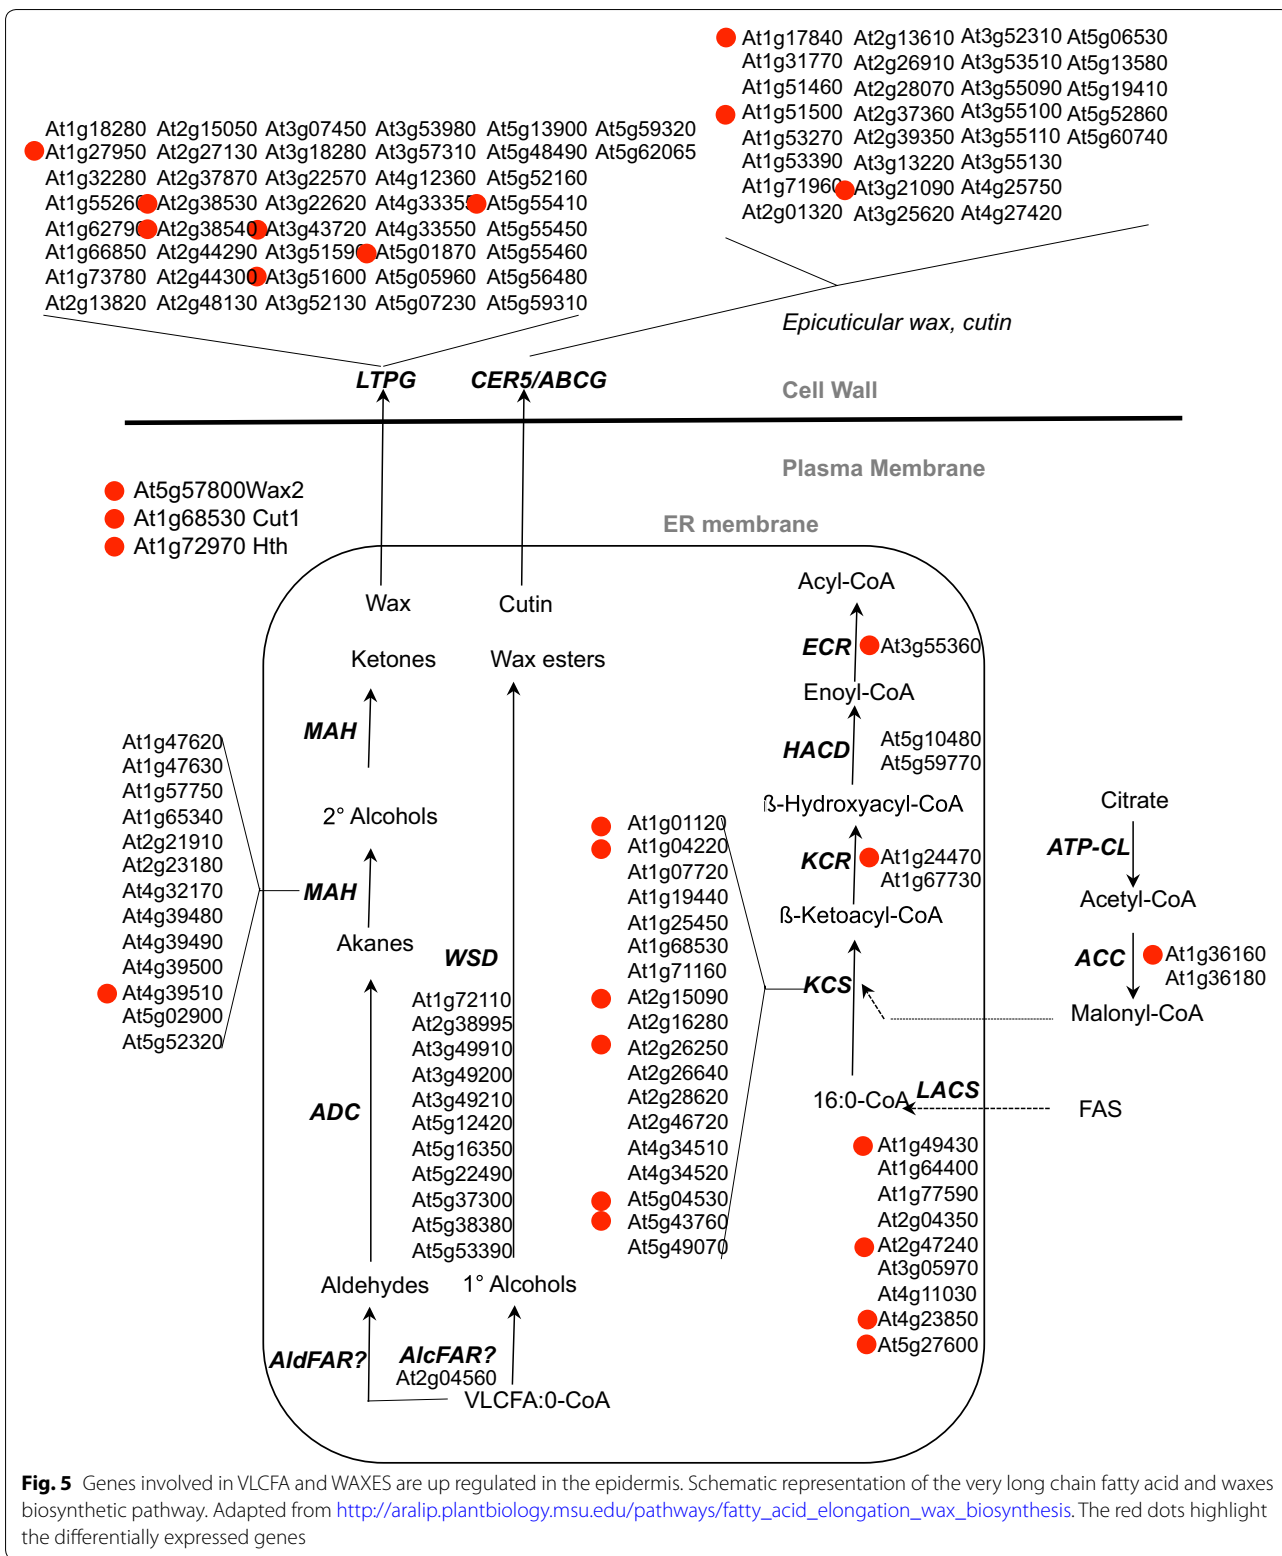 At1g17840 At2g13610 At3g52310 At5g06530
At1g31770 At2g26910 At3g53510 At5g13580
At1g51460 At2g28070 At3g55090 At5g19410
At1g51500 At2g37360 At3g55100 At5g52860
At1g53270 At2g39350 At3g55110 At5g60740
At1g53390 At3g13220 At3g55130
At1g71960 At3g21090 At4g25750
At2g01320 At3g25620 At4g27420
At1g18280 At2g15050 At3g07450 At3g53980 At5g13900 At5g59320
At1g27950 At2g27130 At3g18280 At3g57310 At5g48490 At5g62065
At1g32280 At2g37870 At3g22570 At4g12360 At5g52160
At1g55260 At2g38530 At3g22620 At4g33355 At5g55410
At1g62790 At2g38540 At3g43720 At4g33550 At5g55450
At1g66850 At2g44290 At3g51590 At5g01870 At5g55460
At1g73780 At2g44300 At3g51600 At5g05960 At5g56480
At2g13820 At2g48130 At3g52130 At5g07230 At5g59310
Epicuticular wax, cutin
LTPG CER5/ABCG
Cell Wall
Plasma Membrane
At5g57800Wax2
At1g68530 Cut1
At1g72970 Hth
ER membrane
Wax
Ketones
MAH
2° Alcohols
MAH
Akanes
ADC
Aldehydes
AldFAR?
At1g47620
At1g47630
At1g57750
At1g65340
At2g21910
At2g23180
At4g32170
At4g39480
At4g39490
At4g39500
At4g39510
At5g02900
At5g52320
Cutin
Wax esters
WSD
At1g72110
At2g38995
At3g49910
At3g49200
At3g49210
At5g12420
At5g16350
At5g22490
At5g37300
At5g38380
At5g53390
1° Alcohols
AlcFAR?
At2g04560
VLCFA:0-CoA
At1g01120
At1g04220
At1g07720
At1g19440
At1g25450
At1g68530
At1g71160
At2g15090
At2g16280
At2g26250
At2g26640
At2g28620
At2g46720
At4g34510
At4g34520
At5g04530
At5g43760
At5g49070
Acyl-CoA
ECR At3g55360
Enoyl-CoA
HACD At5g10480
At5g59770
ß-Hydroxyacyl-CoA
KCR At1g24470
At1g67730
ß-Ketoacyl-CoA
KCS
16:0-CoA LACS
At1g49430
At1g64400
At1g77590
At2g04350
At2g47240
At3g05970
At4g11030
At4g23850
At5g27600
Citrate
ATP-CL
Acetyl-CoA
ACC At1g36160
At1g36180
Malonyl-CoA
FAS
Fig. 5 Genes involved in VLCFA and WAXES are up regulated in the epidermis. Schematic representation of the very long chain fatty acid and waxes
biosynthetic pathway. Adapted from http://aralip.plantbiology.msu.edu/pathways/fatty_acid_elongation_wax_biosynthesis. The red dots highlight
the differentially expressed genes